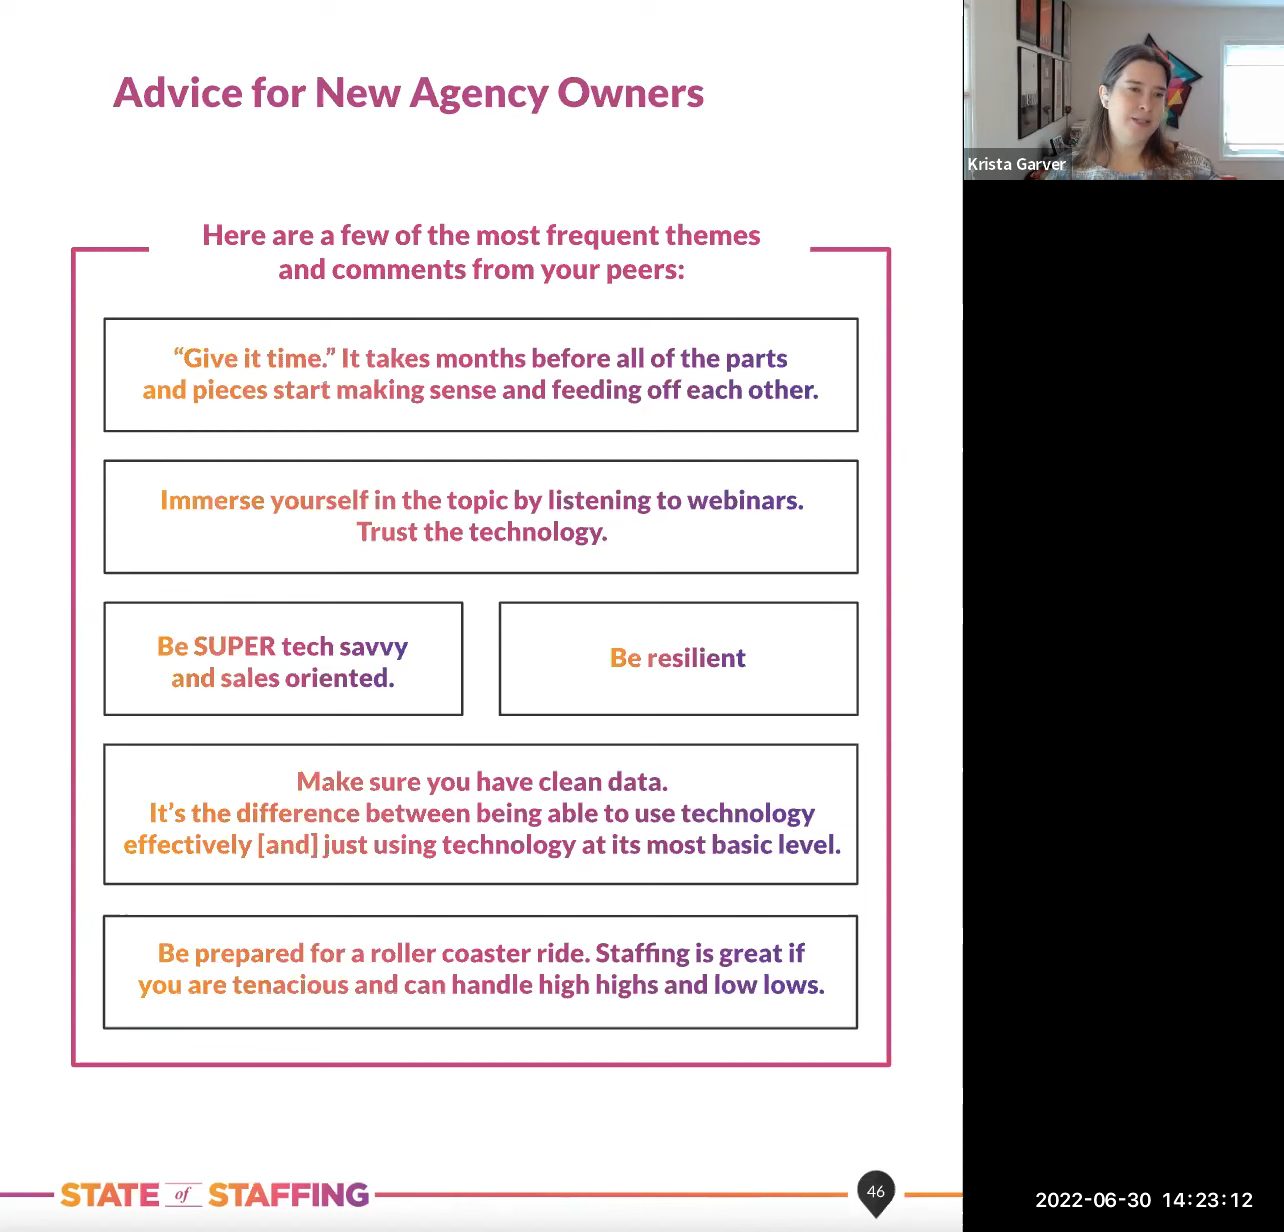 Advice for New Agency Owners
Krista Garver
Here are a few of the most frequent themes
and comments from your peers:
“Give it time.” It takes months before all of the parts
and pieces start making sense and feeding off each other.
Immerse yourself in the topic by listening to webinars.
Trust the technology.
Be SUPER tech savvy
and sales oriented.
Be resilient
Make sure you have clean data.
It’s the difference between being able to use technology
effectively [and] just using technology at its most basic level.
Be prepared for a roller coaster ride. Staffing is great if
you are tenacious and can handle high highs and low lows.
STATE of STAFFING
46
2022-06-30 14:23:12